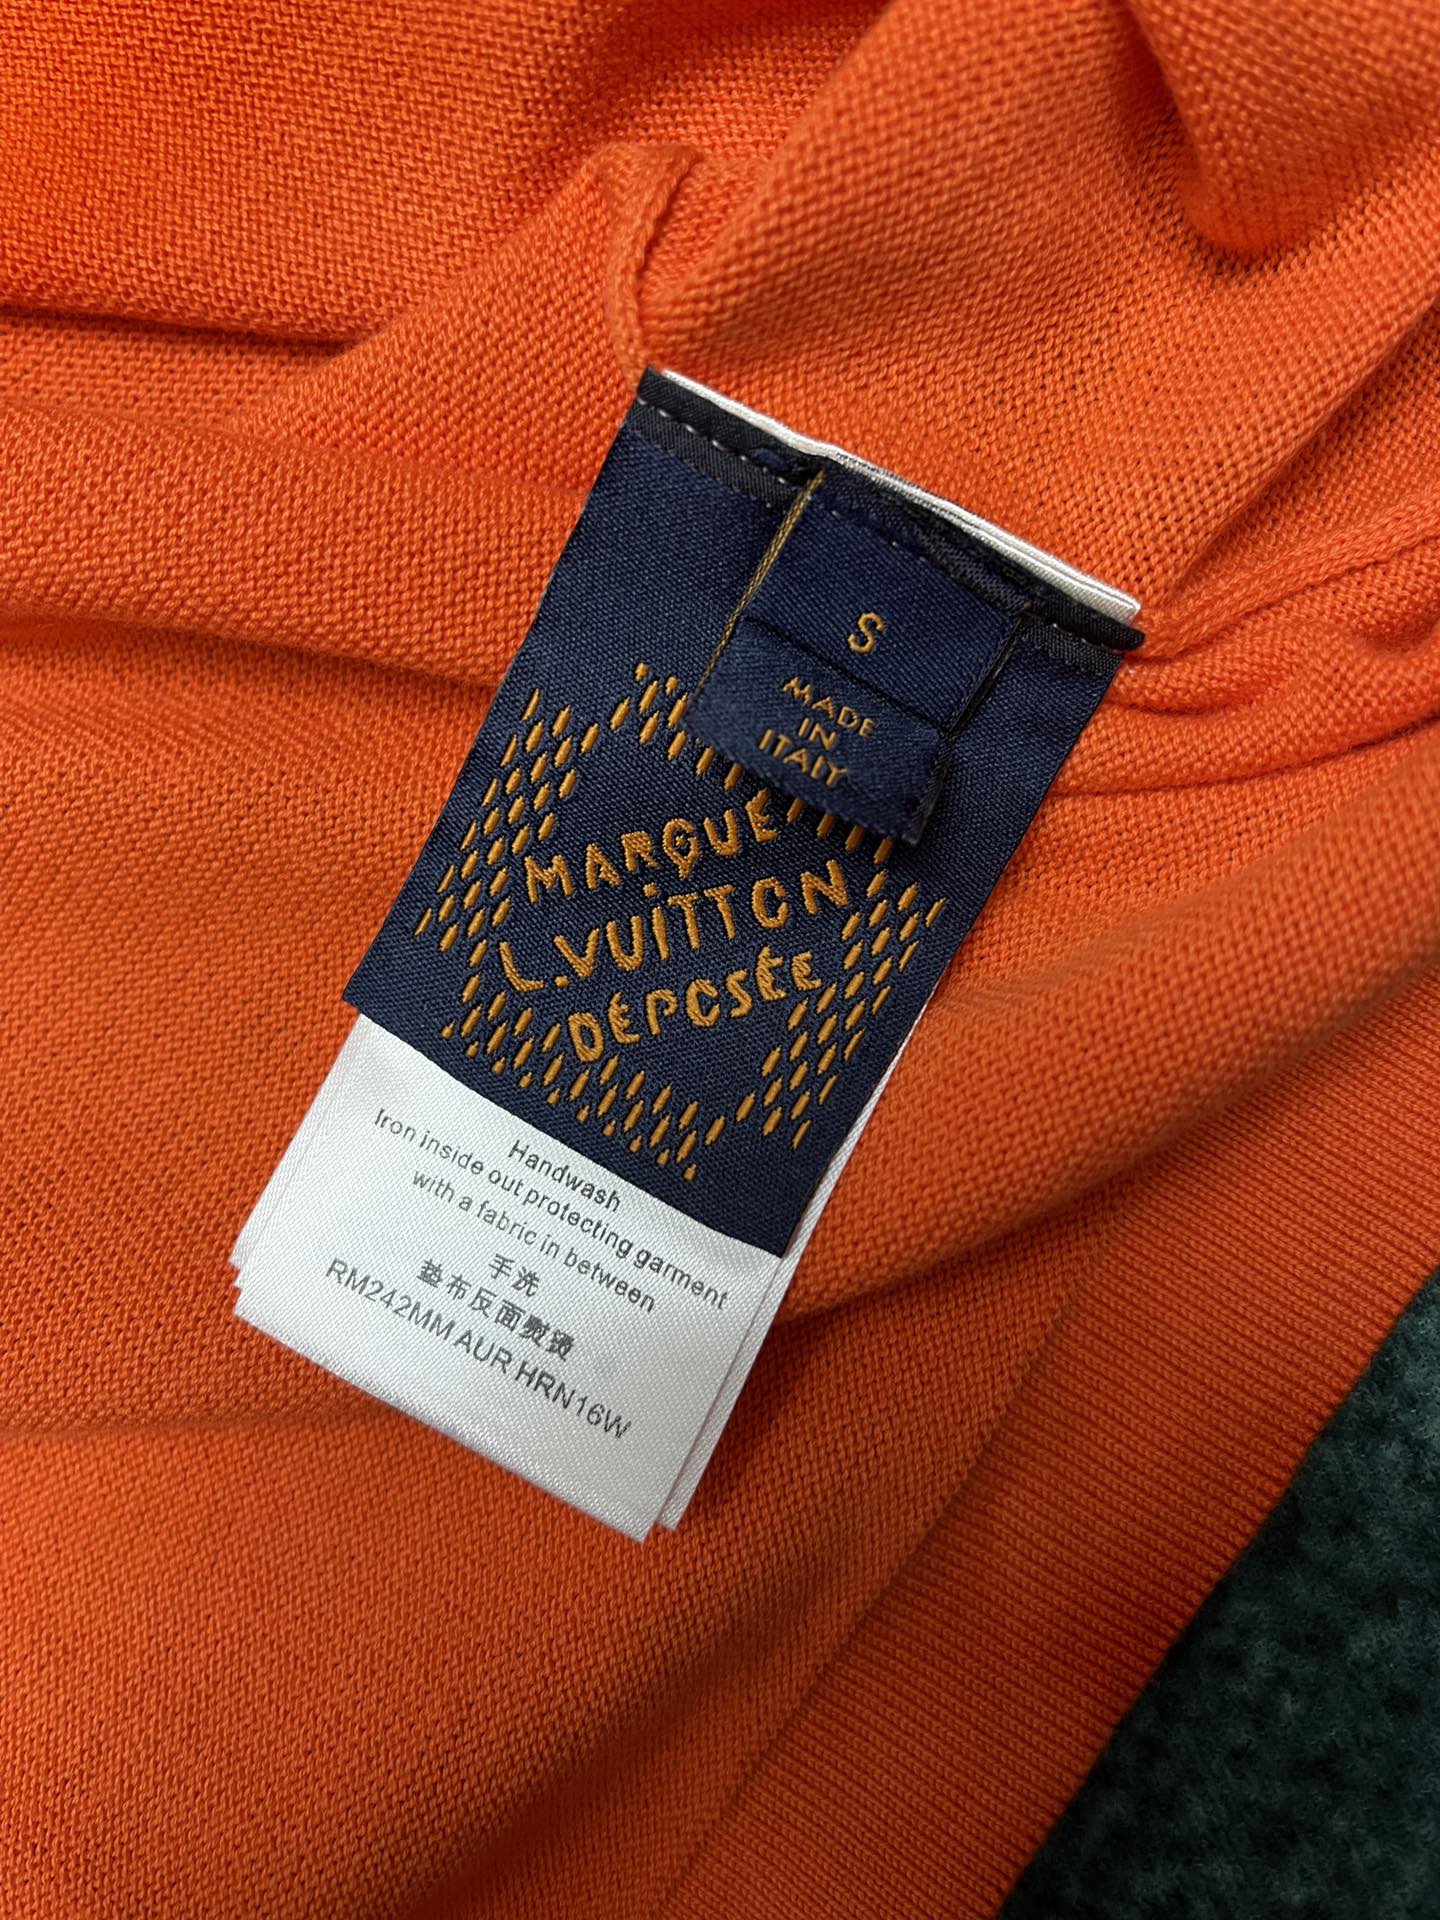 S
MADE
IN
ITALY
MARQUE
L.VUITTON
DÉPOSÉE
Handwash
Iron inside out protecting garment
with a fabric in between
手洗
垫布反面熨烫
RM242MM AUR HRN16W